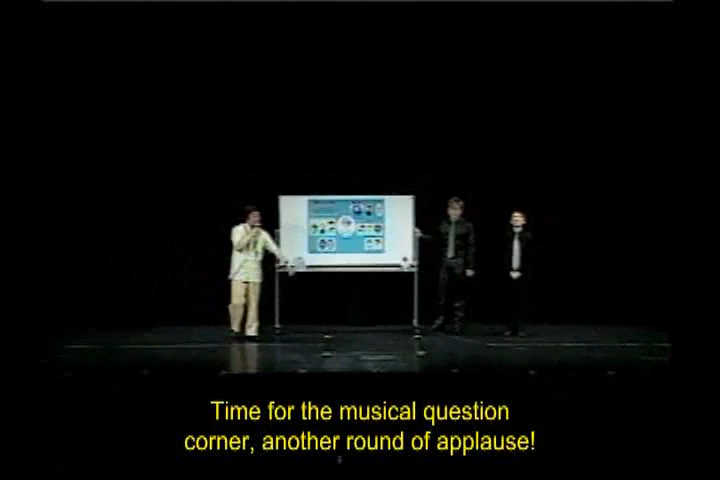 Time for the musical question
corner, another round of applause!